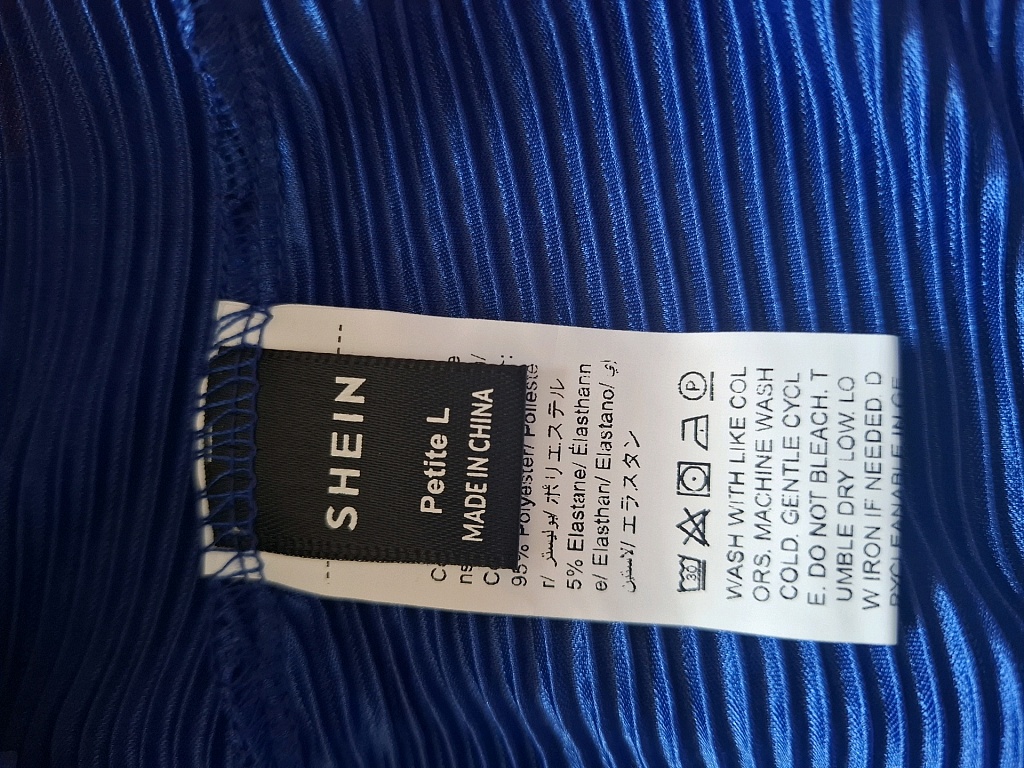 SHEIN
Petite L
MADE IN CHINA
95% Polyester/ Polieste
r/ بوليستر/ ポリエステル
5% Elastane/ Élasthann
e/ Elasthan/ Elastano/
エラスタン
30 P
WASH WITH LIKE COL
ORS. MACHINE WASH
COLD. GENTLE CYCL
E. DO NOT BLEACH. T
UMBLE DRY LOW. LO
W IRON IF NEEDED. D